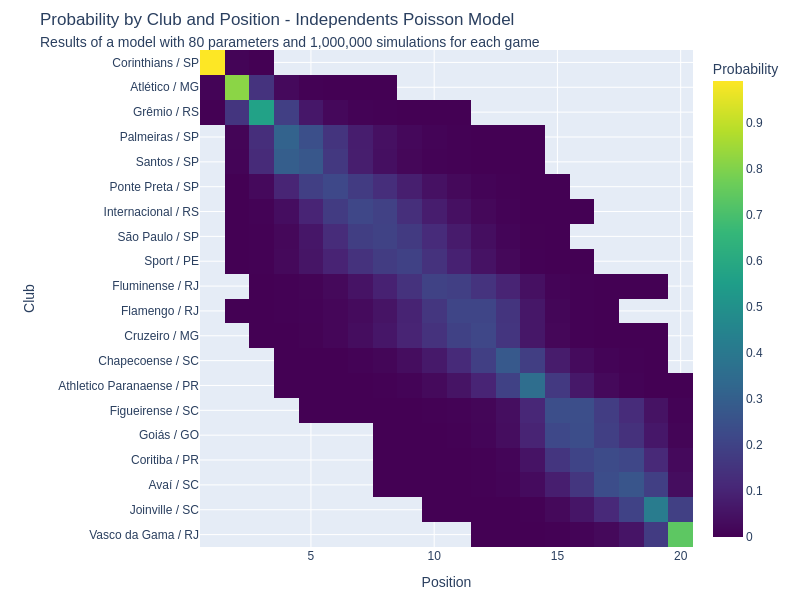 Probability by Club and Position - Independents Poisson Model
Results of a model with 80 parameters and 1,000,000 simulations for each game
Probability
Club
Corinthians / SP
Atlético / MG
Grêmio / RS
Palmeiras / SP
Santos / SP
Ponte Preta / SP
Internacional / RS
São Paulo / SP
Sport / PE
Fluminense / RJ
Flamengo / RJ
Cruzeiro / MG
Chapecoense / SC
Athletico Paranaense / PR
Figueirense / SC
Goiás / GO
Coritiba / PR
Avaí / SC
Joinville / SC
Vasco da Gama / RJ
0.9
0.8
0.7
0.6
0.5
0.4
0.3
0.2
0.1
0
5 10 15 20
Position